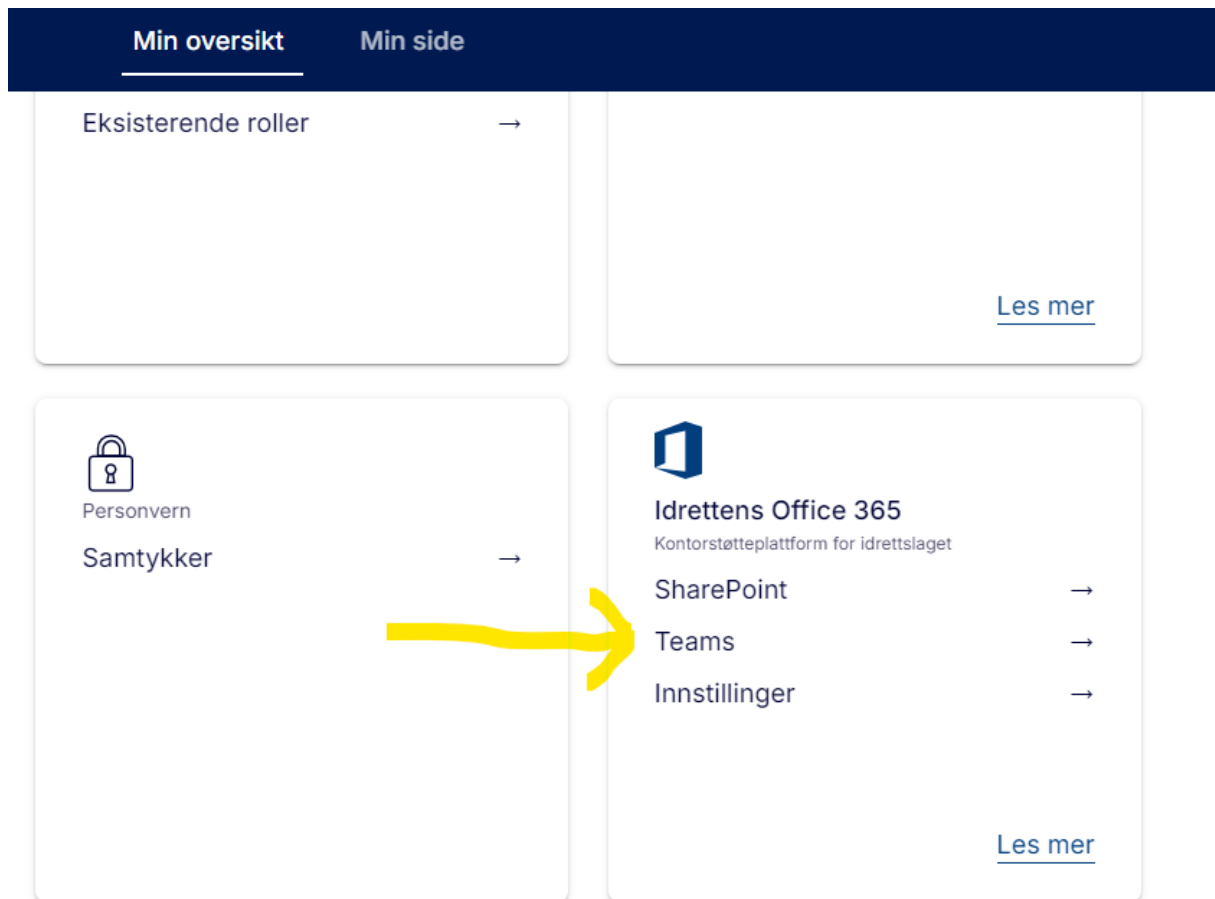 Min oversikt
Min side
Eksisterende roller →
Les mer
Personvern
Samtykker →
Idrettens Office 365
Kontorstøtteplattform for idrettslaget
SharePoint →
Teams →
Innstillinger →
Les mer